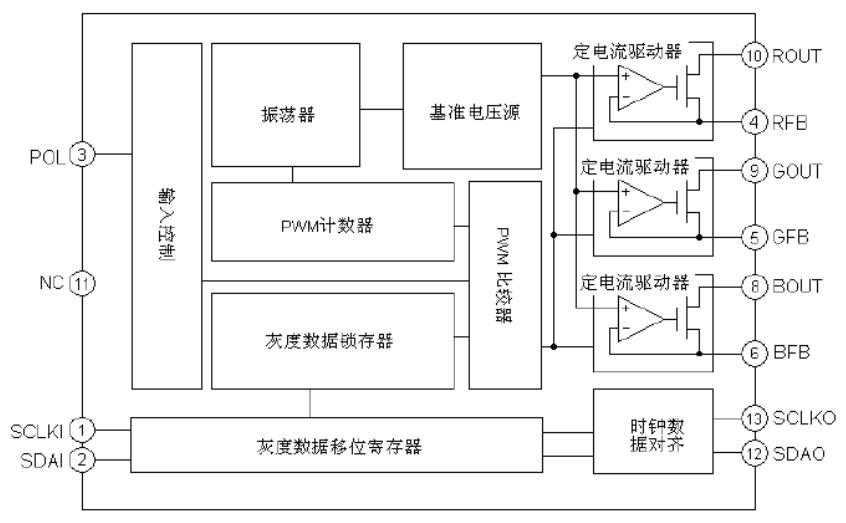 定电流驱动器
10 ROUT
振荡器
基准电压源
4 RFB
POL 3
定电流驱动器
9 GOUT
输入控制
PWM计数器
PWM 比较器
5 GFB
NC 11
定电流驱动器
8 BOUT
灰度数据锁存器
6 BFB
SCLKI 1
灰度数据移位寄存器
时钟数
据对齐
13 SCLKO
SDAI 2
12 SDAO